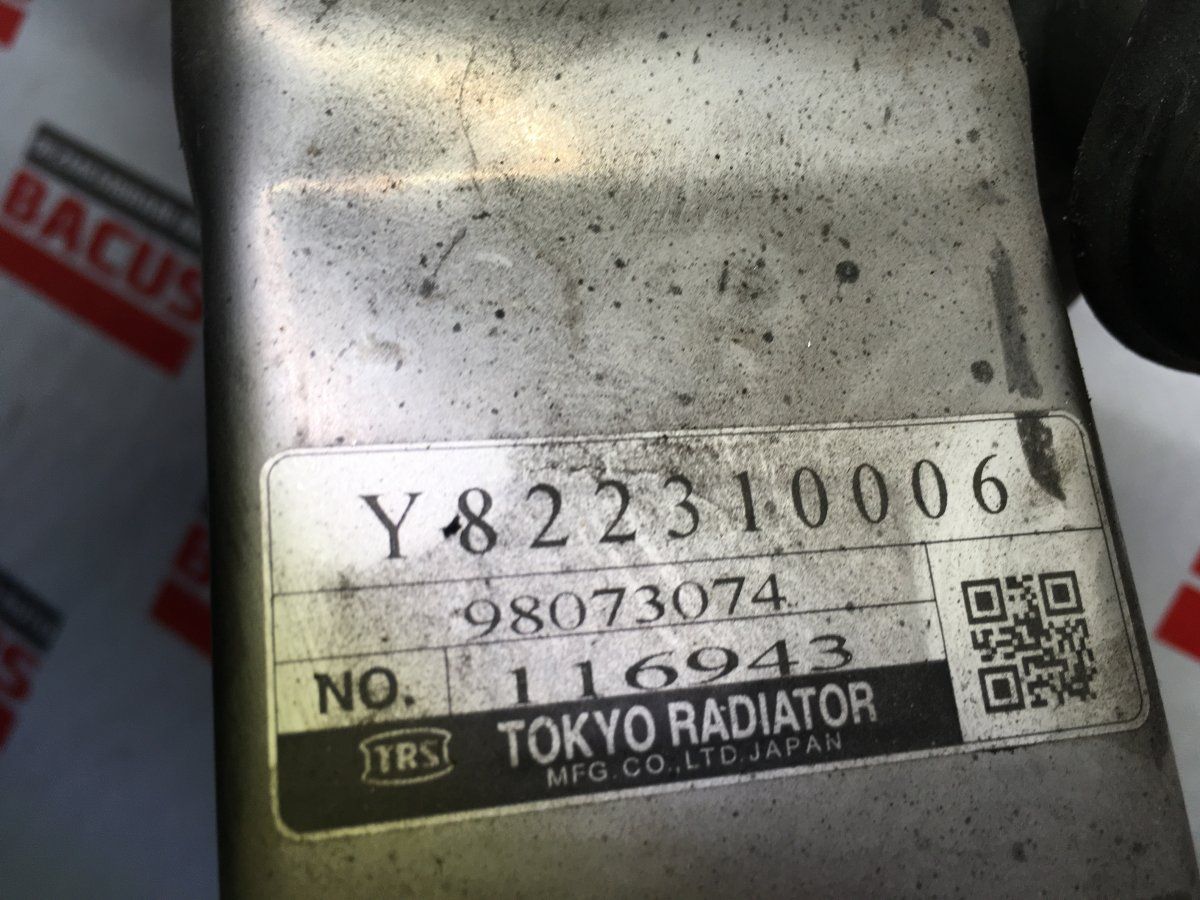 BACUS
Y822310006
98073074
NO. 116943
TRS TOKYO RADIATOR
MFG. CO.,LTD. JAPAN